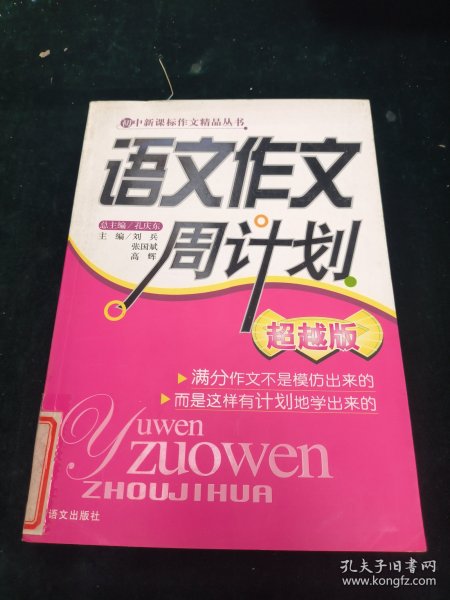 初中新课标作文精品丛书
语文作文
周计划
总主编/孔庆东
主 编/刘 兵
张国斌
高 辉
超越版
满分作文不是模仿出来的
而是这样有计划地学出来的
Yuwen
zuowen
ZHOUJIHUA
语文出版社
孔夫子旧书网
www.kongfz.com